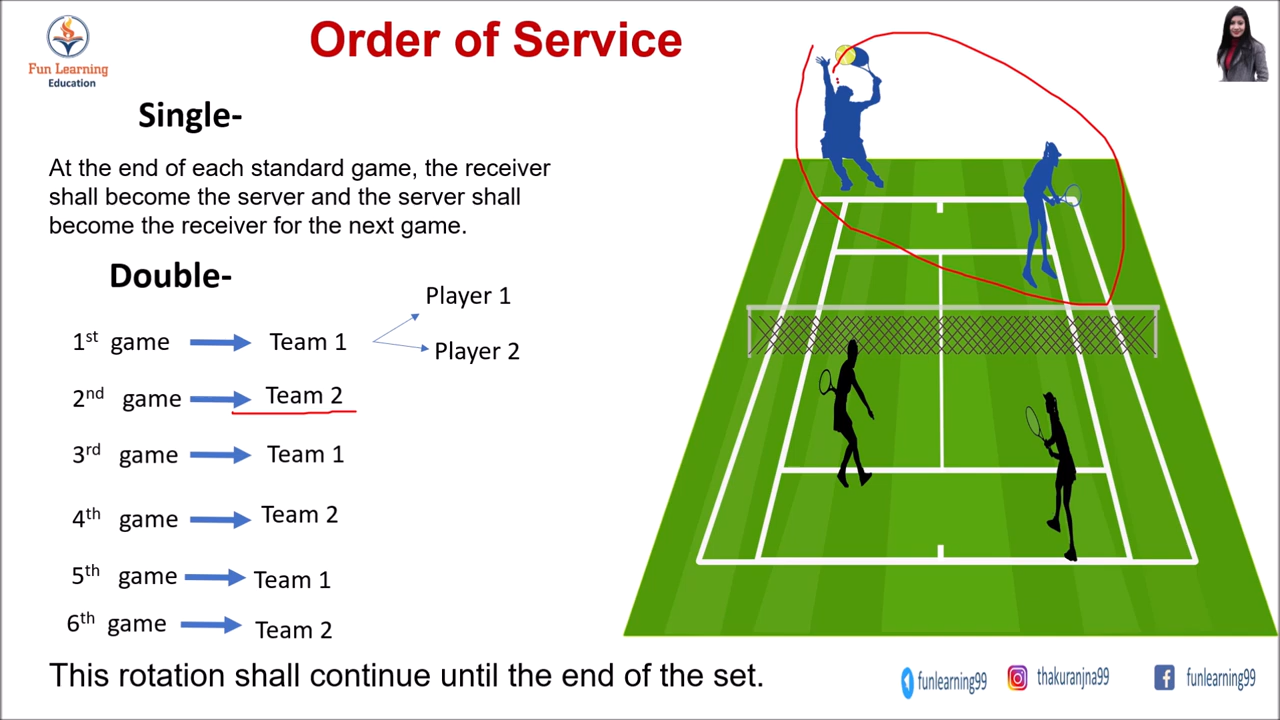 Order of Service
Fun Learning
Education
Single-
At the end of each standard game, the receiver
shall become the server and the server shall
become the receiver for the next game.
Double-
Player 1
1st game Team 1
Player 2
2nd game Team 2
3rd game Team 1
4th game Team 2
5th game Team 1
6th game Team 2
This rotation shall continue until the end of the set.
funlearning99 thakuranjna99 funlearning99